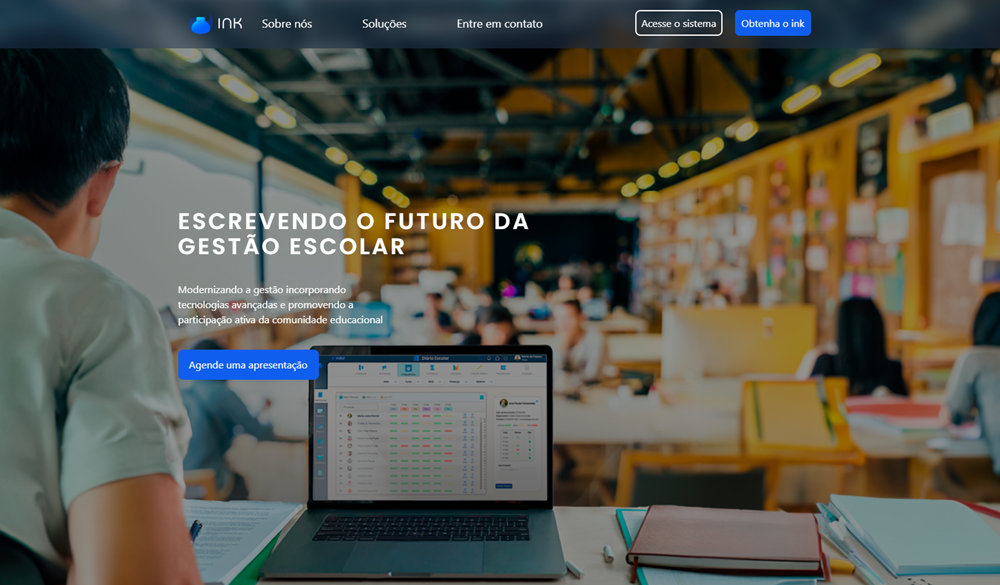 INK
Sobre nós
Soluções
Entre em contato
Acesse o sistema
Obtenha o ink
ESCREVENDO O FUTURO DA
GESTÃO ESCOLAR
Modernizando a gestão incorporando
tecnologias avançadas e promovendo a
participação ativa da comunidade educacional
Agende uma apresentação
Diário Escolar